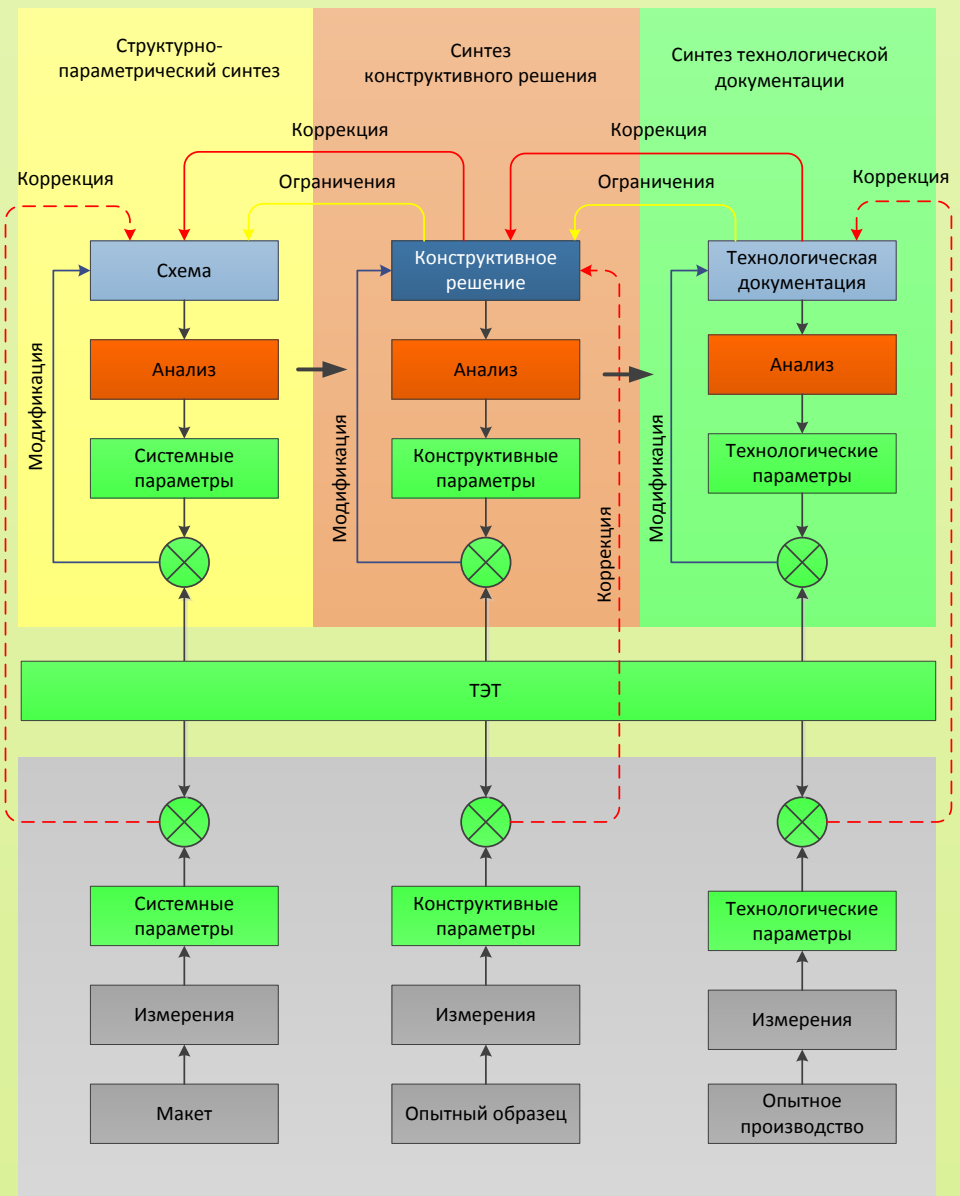 Структурно-
параметрический синтез
Синтез
конструктивного решения
Синтез технологической
документации
Коррекция
Коррекция
Коррекция
Ограничения
Ограничения
Коррекция
Схема
Конструктивное
решение
Технологическая
документация
Модификация
Анализ
Модификация
Анализ
Модификация
Анализ
Системные
параметры
Конструктивные
параметры
Технологические
параметры
Коррекция
ТЭТ
Системные
параметры
Конструктивные
параметры
Технологические
параметры
Измерения
Измерения
Измерения
Макет
Опытный образец
Опытное
производство